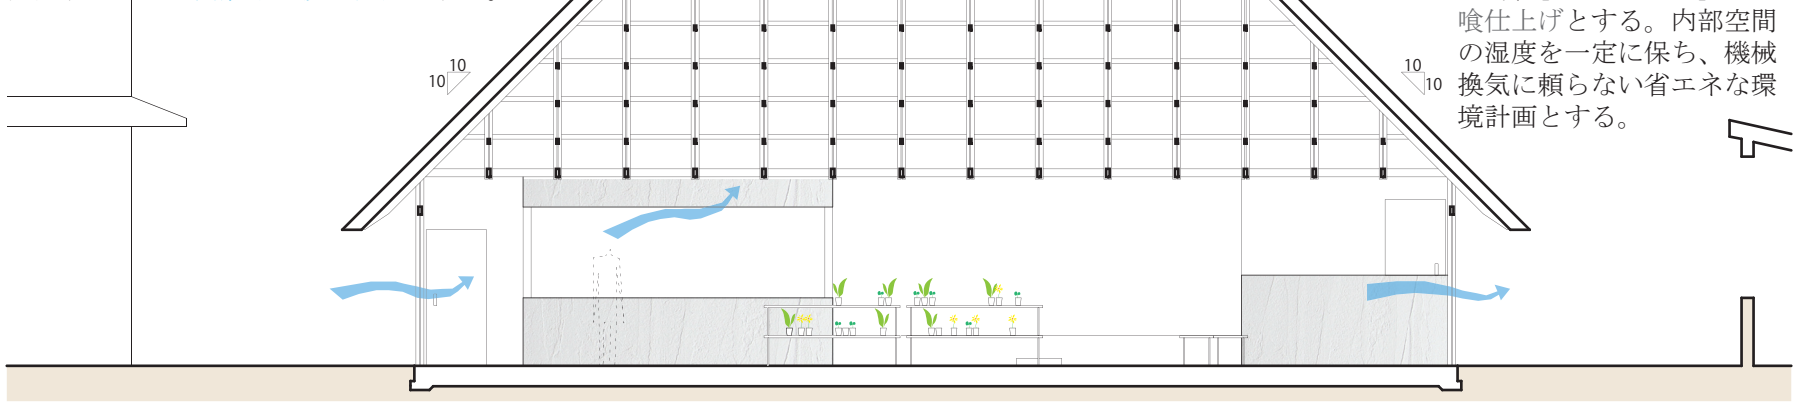 10
10
10
10
喰仕上げとする。内部空間
の湿度を一定に保ち、機械
換気に頼らない省エネな環
境計画とする。